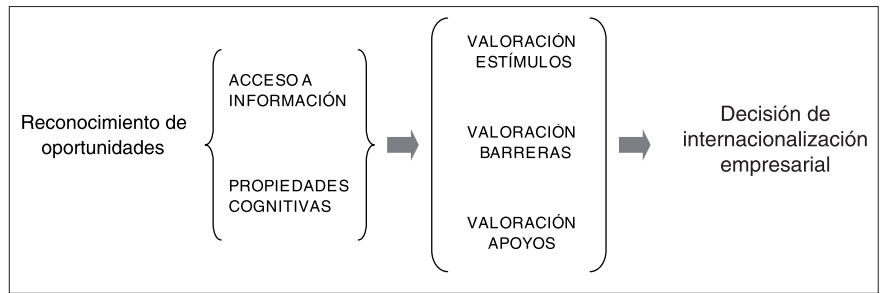 Reconocimiento de
oportunidades
ACCESO A
INFORMACIÓN
PROPIEDADES
COGNITIVAS
VALORACIÓN
ESTÍMULOS
VALORACIÓN
BARRERAS
VALORACIÓN
APOYOS
Decisión de
internacionalización
empresarial